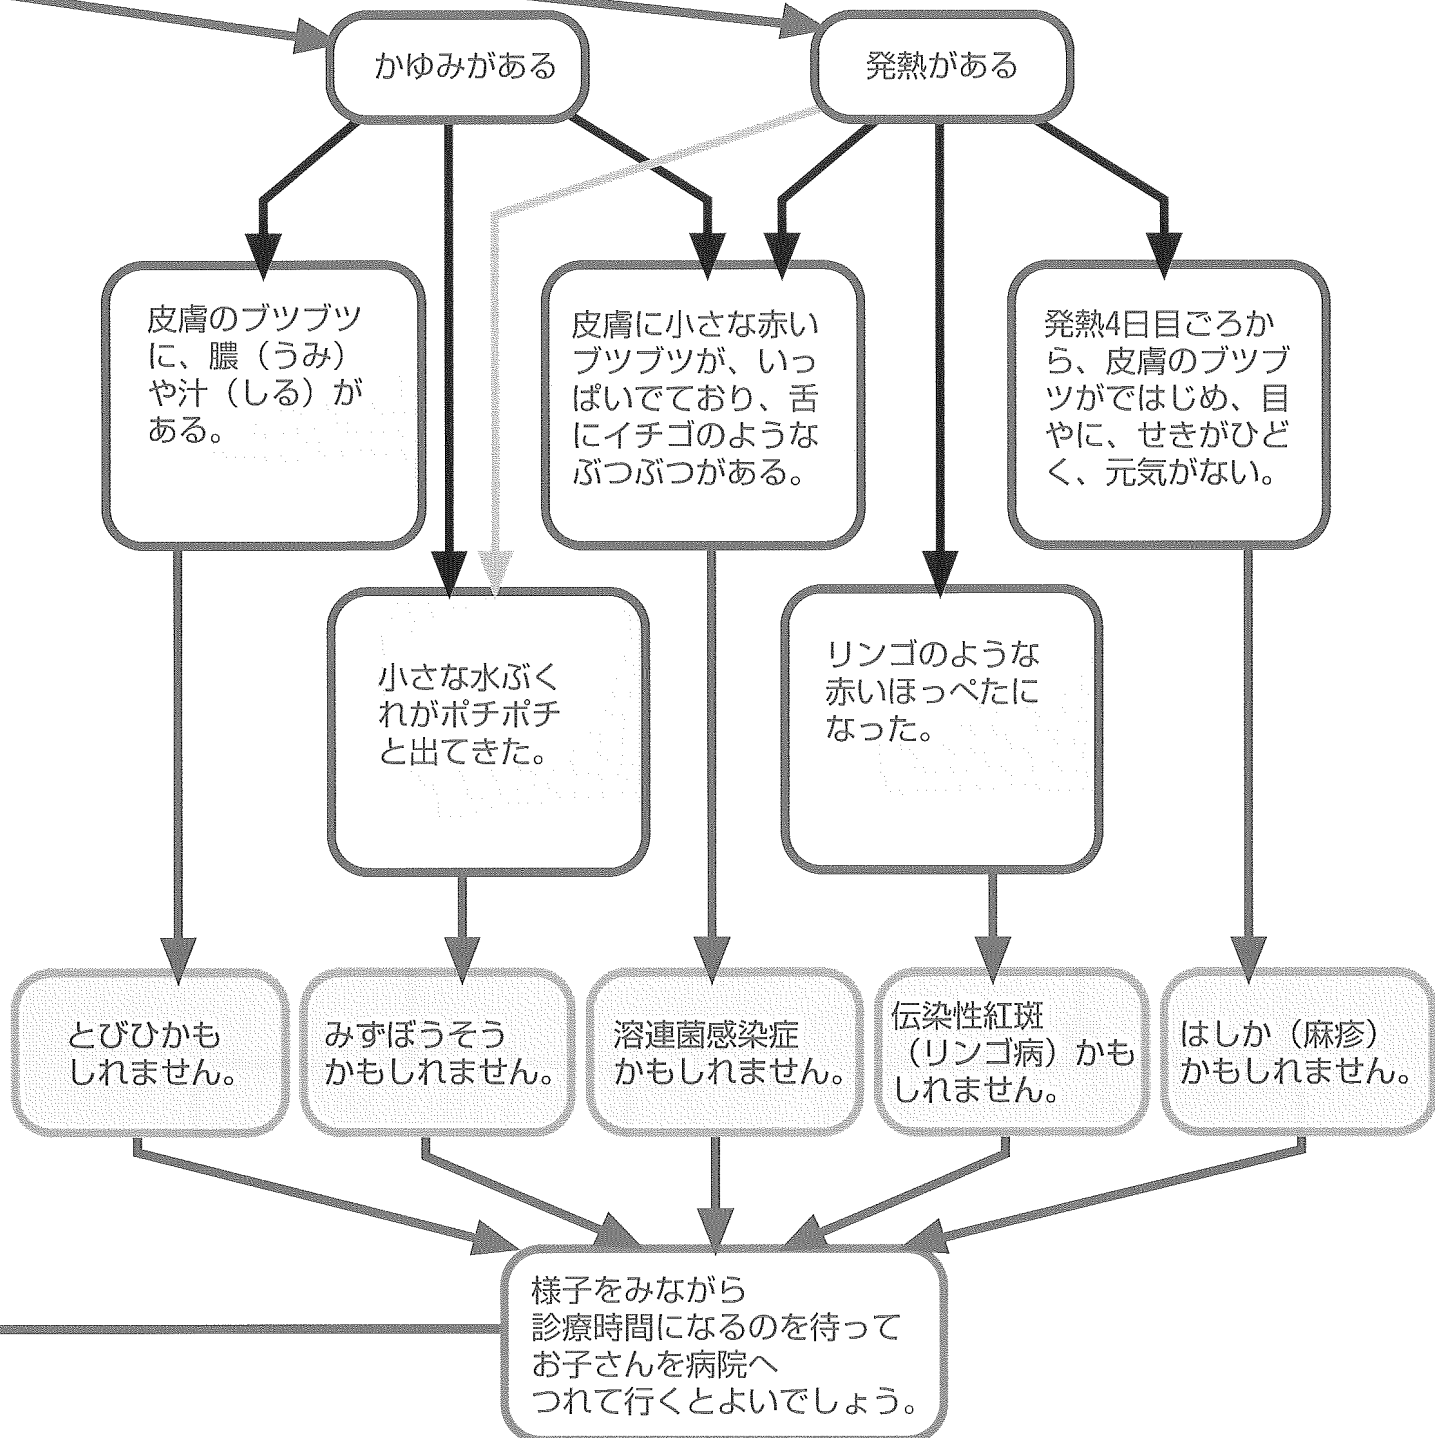 かゆみがある
発熱がある
皮膚のブツブツ
に、膿（うみ）
や汁（しる）が
ある。
皮膚に小さな赤い
ブツブツが、いっ
ぱいでており、舌
にイチゴのような
ぶつぶつがある。
発熱4日目ごろか
ら、皮膚のブツブ
ツがではじめ、目
やに、せきがひど
く、元気がない。
小さな水ぶく
れがポチポチ
と出てきた。
リンゴのような
赤いほっぺたに
なった。
とびひかも
しれません。
みずぼうそう
かもしれません。
溶連菌感染症
かもしれません。
伝染性紅斑
（リンゴ病）かも
しれません。
はしか（麻疹）
かもしれません。
様子をみながら
診療時間になるのを待って
お子さんを病院へ
つれて行くとよいでしょう。